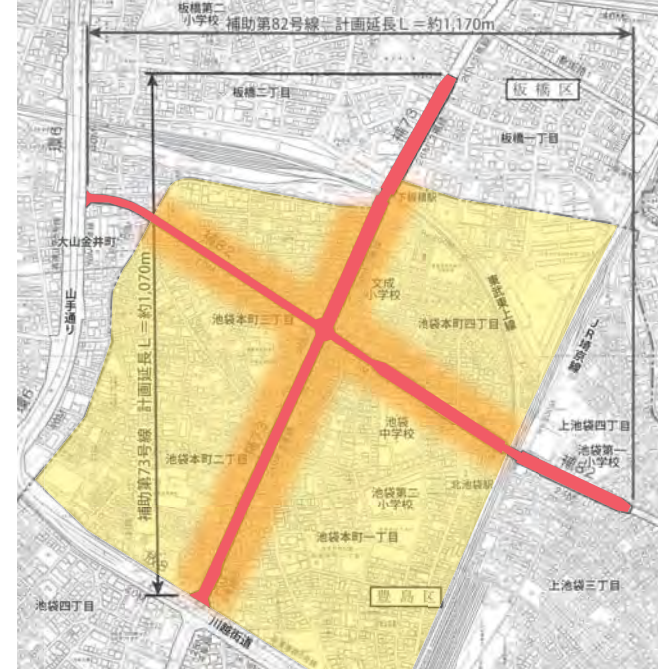 板橋第二
小学校
補助第82号線 計画延長L＝約1,170m
板橋二丁目
板橋区
補73
板橋一丁目
下板橋駅
大山金井町
補82
文成
小学校
東武東上線
山手通り
補助第73号線 計画延長L＝約1,070m
池袋本町三丁目
池袋本町四丁目
JR埼京線
環6
池袋
中学校
上池袋四丁目
池袋第一
小学校
池袋本町二丁目
補73
補82
北池袋駅
池袋第二
小学校
池袋本町一丁目
上池袋三丁目
豊島区
池袋四丁目
川越街道